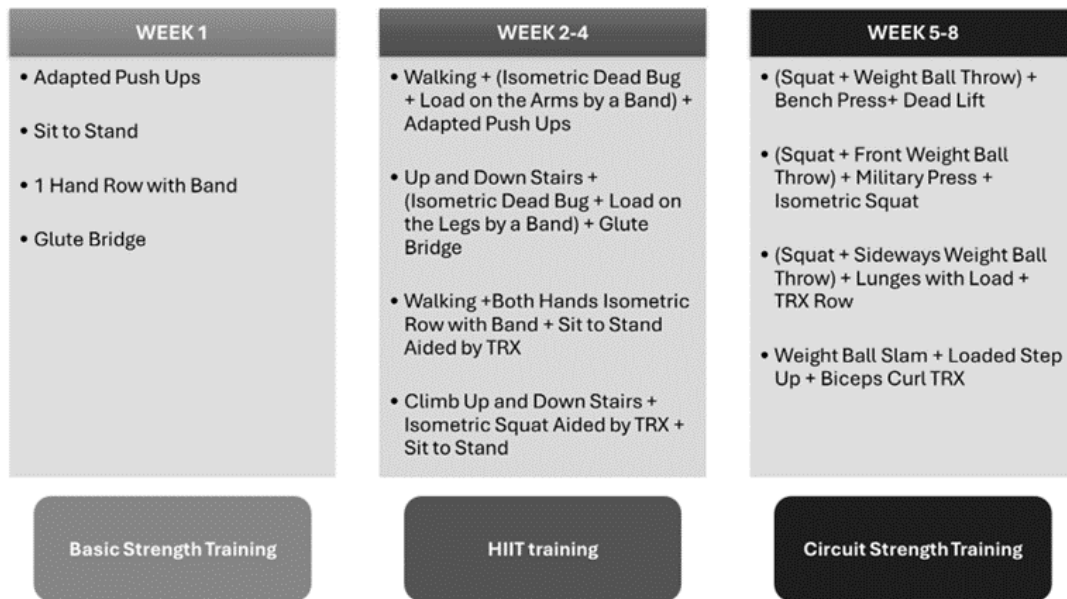 WEEK 1
• Adapted Push Ups
• Sit to Stand
• 1 Hand Row with Band
• Glute Bridge
Basic Strength Training
WEEK 2-4
• Walking + (Isometric Dead Bug
+ Load on the Arms by a Band) +
Adapted Push Ups
• Up and Down Stairs +
(Isometric Dead Bug + Load on
the Legs by a Band) + Glute
Bridge
• Walking +Both Hands Isometric
Row with Band + Sit to Stand
Aided by TRX
• Climb Up and Down Stairs +
Isometric Squat Aided by TRX +
Sit to Stand
HIIT training
WEEK 5-8
• (Squat + Weight Ball Throw) +
Bench Press+ Dead Lift
• (Squat + Front Weight Ball
Throw) + Military Press +
Isometric Squat
• (Squat + Sideways Weight Ball
Throw) + Lunges with Load +
TRX Row
• Weight Ball Slam + Loaded Step
Up + Biceps Curl TRX
Circuit Strength Training